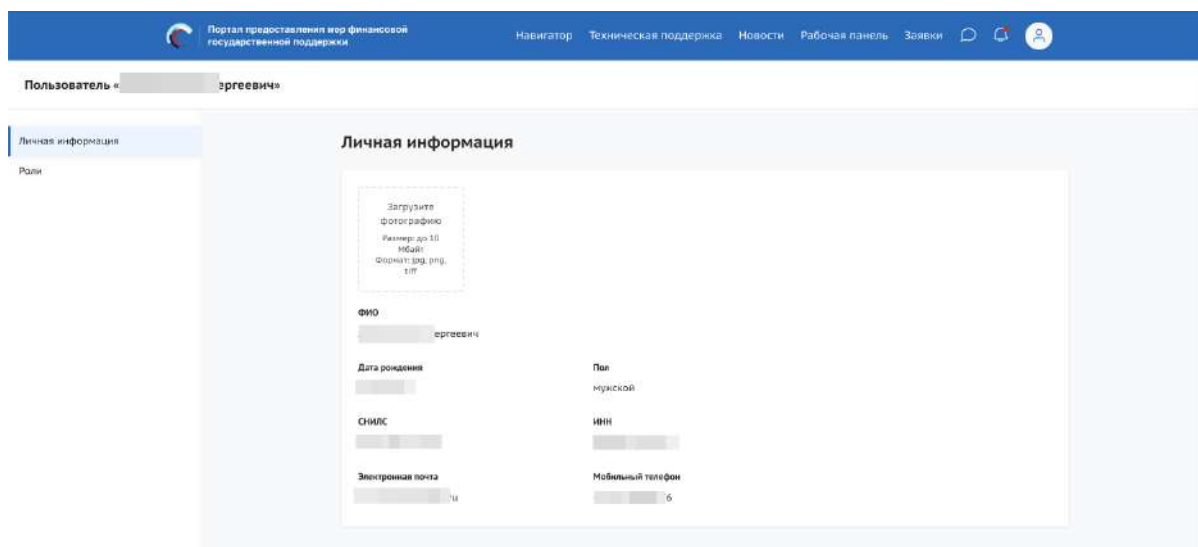 Портал предоставления мер финансовой
государственной поддержки
Навигатор Техническая поддержка Новости Рабочая панель Заявки
Пользователь « ергеевич»
Личная информация
Роли
Личная информация
Загрузите
фотографию
Размер: до 10
Мбайт
Формат: jpg, png,
tiff
ФИО
ергеевич
Дата рождения
Пол
мужской
СНИЛС
ИНН
Электронная почта
Мобильный телефон
ru
6